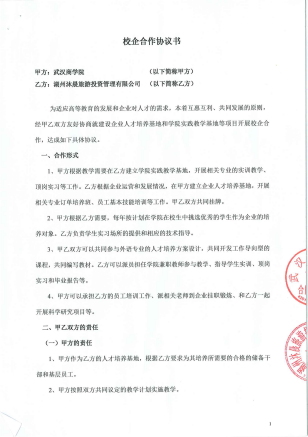 校企合作协议书
甲方：武汉商学院 （以下简称甲方）
乙方：湖州沐晨旅游投资管理有限公司 （以下简称乙方）
为适应高等教育的发展和企业对人才的需求，本着互惠互利、共同发展的原则，
经甲乙双方友好协商就建设企业人才培养基地和学院实践教学基地等项目开展校企合
作，达成如下具体协议。
一、合作形式
1、甲方根据教学需要在乙方建立学院实践教学基地，开展相关专业的实训教学、
顶岗实习等工作。乙方根据企业运营和发展情况，在甲方建立企业人才培养基地，开展
相关专业订单培养班、员工基本技能培训等工作。甲乙双方共同挂牌。
2、甲方根据乙方需要，每年按计划在学院在校生中挑选优秀的学生作为企业的培
养对象。乙方负责学生实习场所的提供和相应的技术指导。
3、甲乙双方可以共同参与外语专业的人才培养方案设计，共同开发工作导向型的
课程，共同编写教材。乙方可以派员担任学院兼职教师参与教学、指导学生实训、顶岗
实习和毕业报告等。
4、甲方可以承担乙方的员工培训工作、派相关老师到企业挂职锻炼、和乙方一起
开展科学研究项目等。
二、甲乙双方的责任
（一）甲方的责任
1、甲方作为乙方的人才培养基地，根据乙方要求为其培养所需要的合格的储备干
部和基层员工。
2、甲方按照双方共同议定的教学计划实施教学。
1